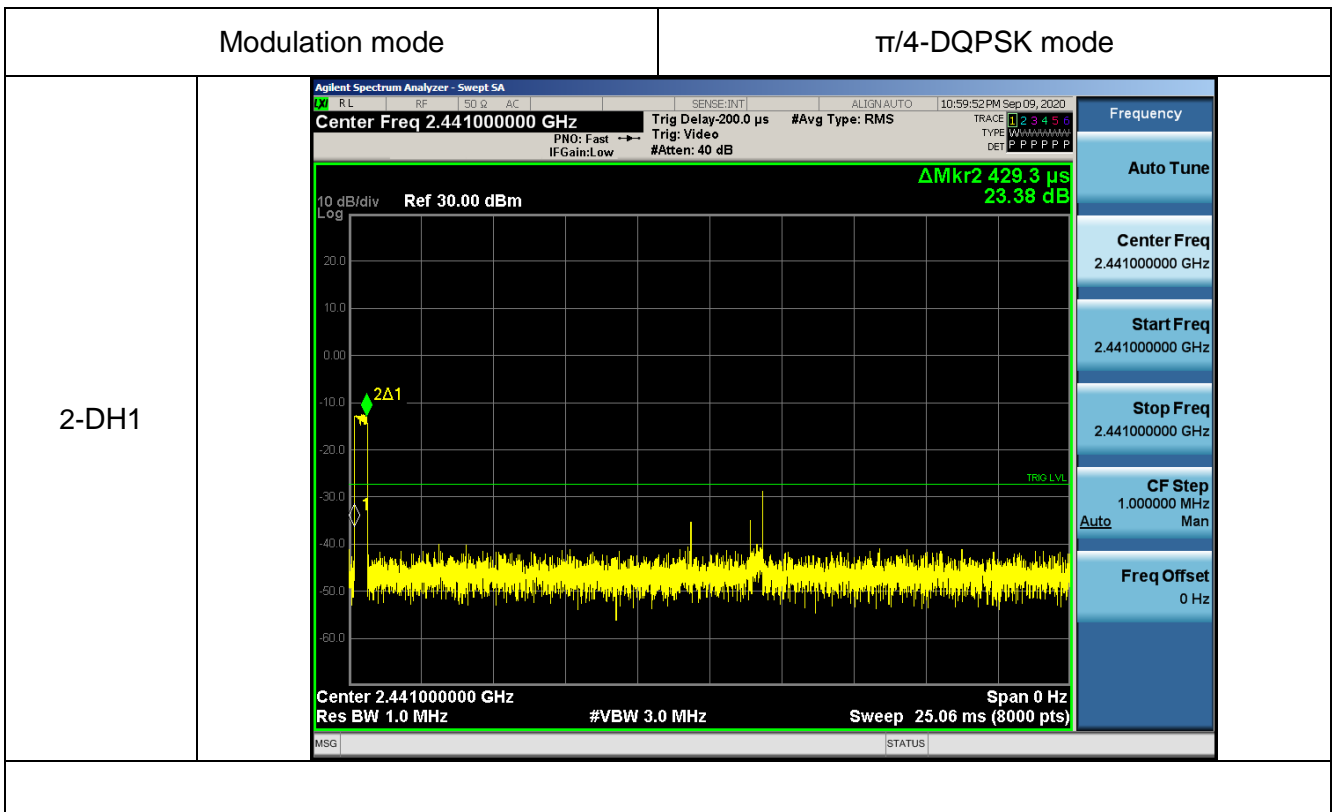 Modulation mode
π/4-DQPSK mode
2-DH1
Agilent Spectrum Analyzer - Swept SA
LXI RL RF 50 Ω AC SENSE:INT ALIGN AUTO 10:59:52 PM Sep 09, 2020
Center Freq 2.441000000 GHz
PNO: Fast
IFGain:Low
Trig Delay-200.0 µs
Trig: Video
#Atten: 40 dB
#Avg Type: RMS
TRACE 1 2 3 4 5 6
TYPE WWWWWW
DET P P P P P P
ΔMkr2 429.3 µs
23.38 dB
10 dB/div Ref 30.00 dBm
Log
20.0
10.0
0.00
-10.0
-20.0
-30.0
-40.0
-50.0
-60.0
2Δ1
1
TRIG LVL
Center 2.441000000 GHz Span 0 Hz
Res BW 1.0 MHz #VBW 3.0 MHz Sweep 25.06 ms (8000 pts)
MSG STATUS
Frequency
Auto Tune
Center Freq
2.441000000 GHz
Start Freq
2.441000000 GHz
Stop Freq
2.441000000 GHz
CF Step
1.000000 MHz
Auto Man
Freq Offset
0 Hz